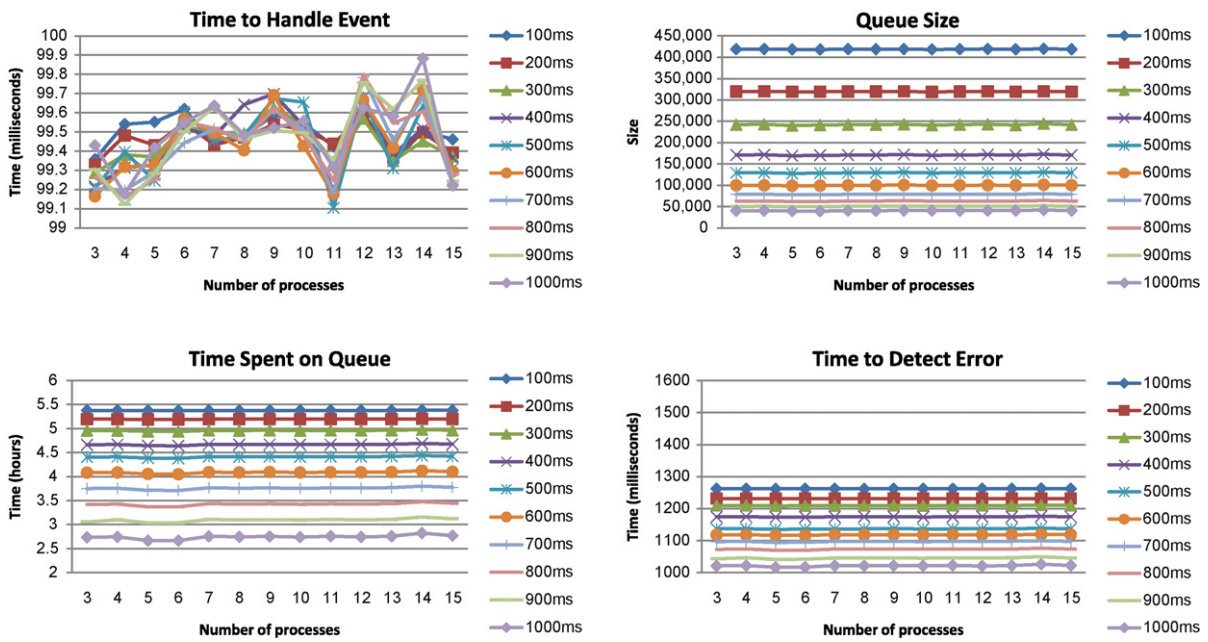 Time to Handle Event
Time (milliseconds)
100
99.9
99.8
99.7
99.6
99.5
99.4
99.3
99.2
99.1
99
3 4 5 6 7 8 9 10 11 12 13 14 15
Number of processes
100ms
200ms
300ms
400ms
500ms
600ms
700ms
800ms
900ms
1000ms
Queue Size
Size
450,000
400,000
350,000
300,000
250,000
200,000
150,000
100,000
50,000
0
3 4 5 6 7 8 9 10 11 12 13 14 15
Number of processes
100ms
200ms
300ms
400ms
500ms
600ms
700ms
800ms
900ms
1000ms
Time Spent on Queue
Time (hours)
6
5.5
5
4.5
4
3.5
3
2.5
2
3 4 5 6 7 8 9 10 11 12 13 14 15
Number of processes
100ms
200ms
300ms
400ms
500ms
600ms
700ms
800ms
900ms
1000ms
Time to Detect Error
Time (milliseconds)
1600
1500
1400
1300
1200
1100
1000
3 4 5 6 7 8 9 10 11 12 13 14 15
Number of processes
100ms
200ms
300ms
400ms
500ms
600ms
700ms
800ms
900ms
1000ms